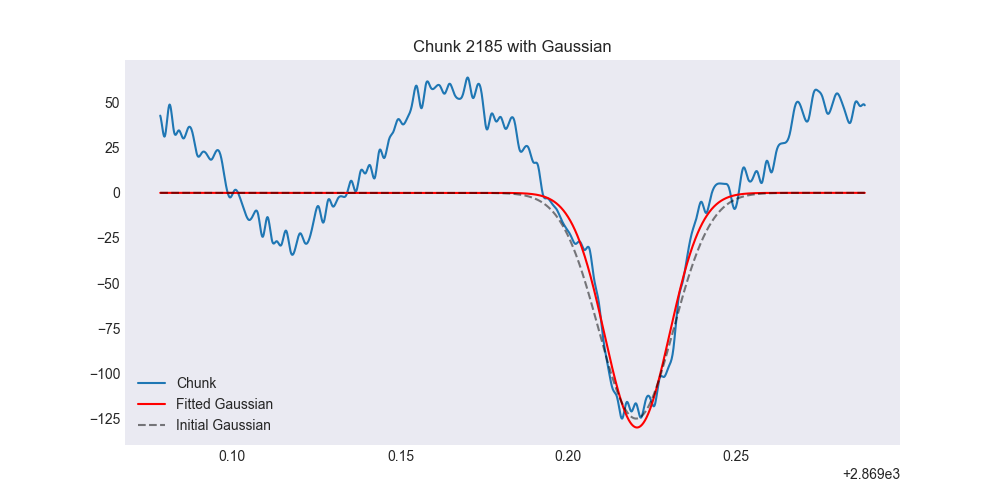 Chunk 2185 with Gaussian
50
25
0
−25
−50
−75
−100
−125
Chunk
Fitted Gaussian
Initial Gaussian
0.10 0.15 0.20 0.25
+2.869e3